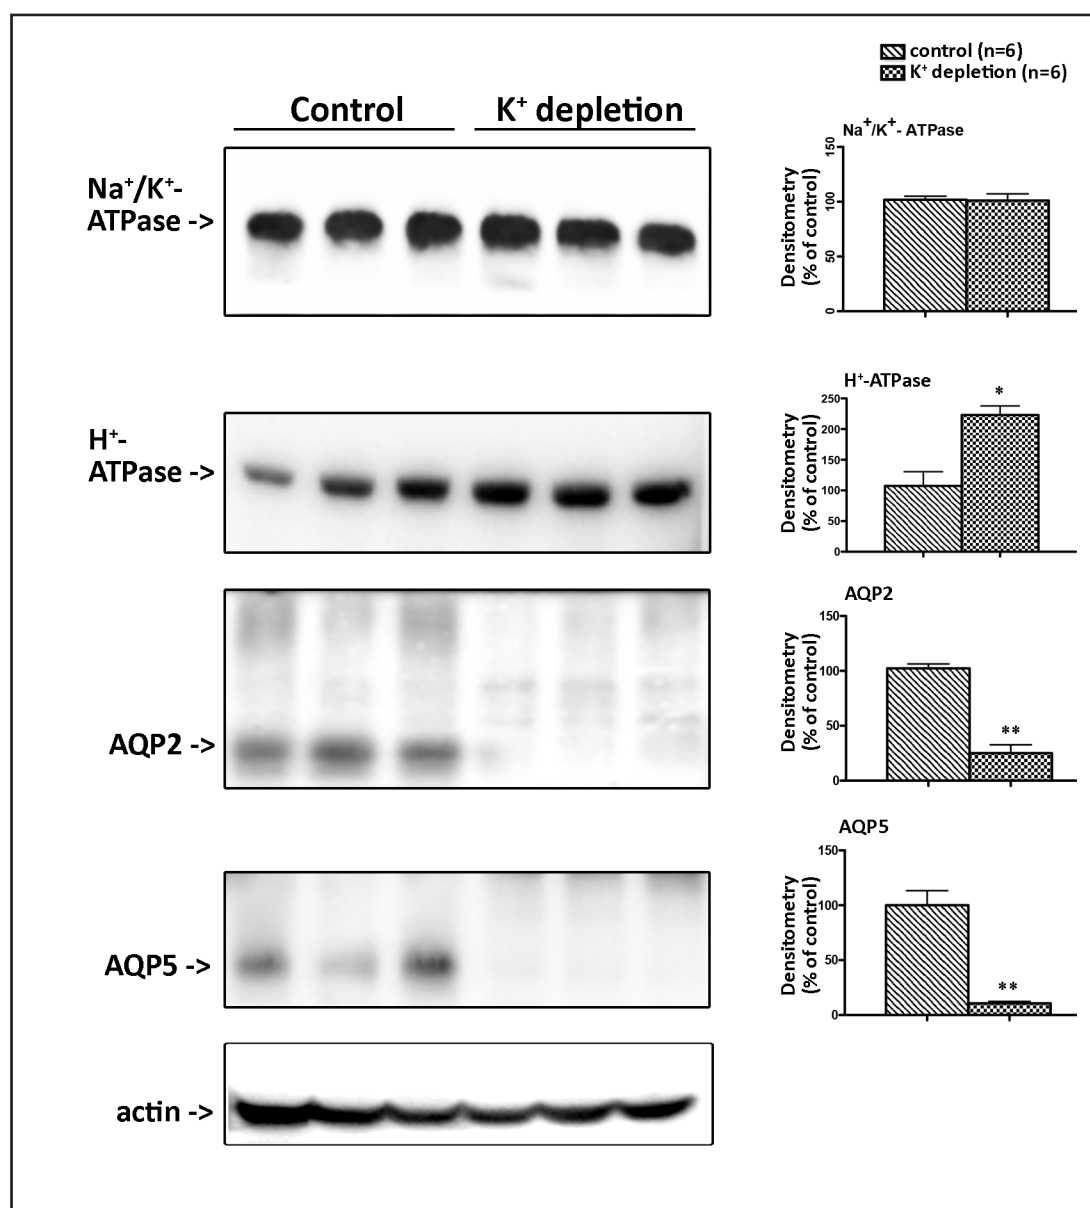 control (n=6)
K⁺ depletion (n=6)
Control
K⁺ depletion
Na⁺/K⁺-
ATPase ->
Na⁺/K⁺- ATPase
Densitometry
(% of control)
150
100
50
0
H⁺-
ATPase ->
H⁺-ATPase
Densitometry
(% of control)
250
200
150
100
50
0
*
AQP2 ->
AQP2
Densitometry
(% of control)
150
100
50
0
**
AQP5 ->
AQP5
Densitometry
(% of control)
150
100
50
0
**
actin ->